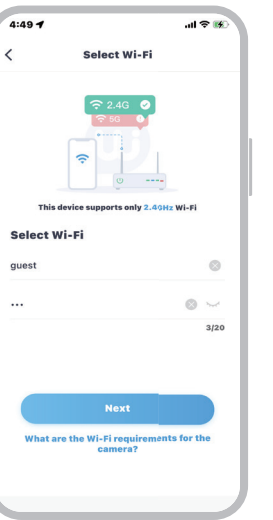 4:49
Select Wi-Fi
2.4G
5G
This device supports only 2.4GHz Wi-Fi
Select Wi-Fi
guest
•••
3/20
Next
What are the Wi-Fi requirements for the
camera?